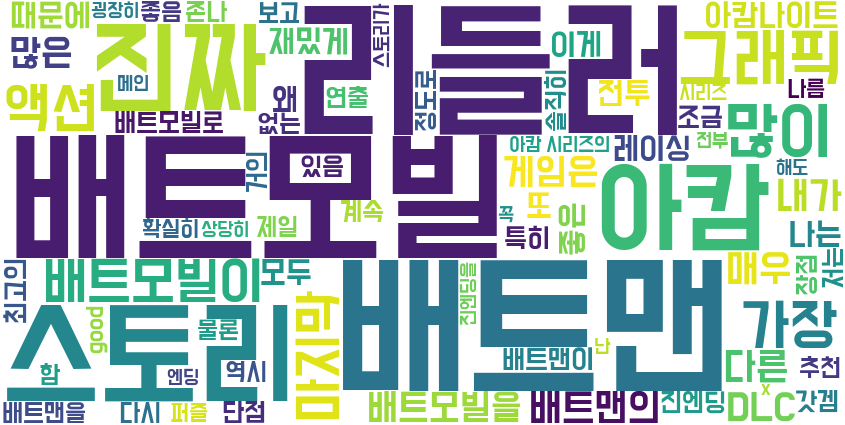 때문에 굉장히 좋음 존나 보고 스토리가 아캄나이트
많은 진짜 리들러 재밌게 이게 그래픽
메인 왜 연출 정도로 솔직히 전투 시리즈 나름
액션 배트모빌로 없는 조금 많이
배트모빌 거의 있음 아캄 시리즈의 레이싱 전부
게임은 아캄 해도 내가
확실히 상당히 제일 계속 또 꼭 특히 좋은 나는
최고의 배트모빌이 모두 진엔딩을 매우 장점 저는
스토리 good 물론 마지막 배트맨 가장
함 엔딩 역시 배트맨이 난 다른 추천
배트맨을 다시 퍼즐 단점 배트모빌을 배트맨의 진엔딩 DLC x 갓겜